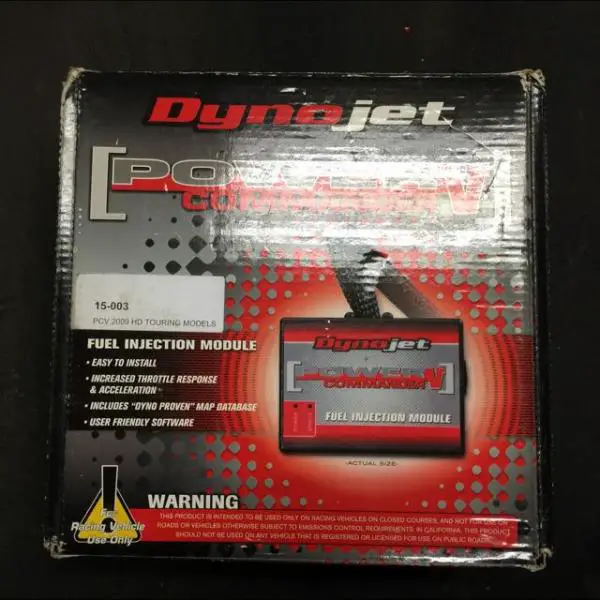 Dynojet
[POWER V
COMMANDER
15-003
PCV 2009 HD TOURING MODELS
FUEL INJECTION MODULE
• EASY TO INSTALL
• INCREASED THROTTLE RESPONSE
& ACCELERATION
• INCLUDES "DYNO PROVEN" MAP DATABASE
• USER FRIENDLY SOFTWARE
Dynojet
[POWER V]
COMMANDER
FUEL INJECTION MODULE
-ACTUAL SIZE-
For
Racing Vehicle
Use Only
WARNING
THIS PRODUCT IS INTENDED TO BE USED ONLY ON RACING VEHICLES ON CLOSED COURSES, AND NOT FOR USE ON
ROADS OR VEHICLES OTHERWISE SUBJECT TO EMISSIONS CONTROL REQUIREMENTS. IN CALIFORNIA, THIS PRODUCT
SHOULD NOT BE USED ON ANY VEHICLE THAT IS REGISTERED OR LICENSED FOR USE ON PUBLIC ROADS.